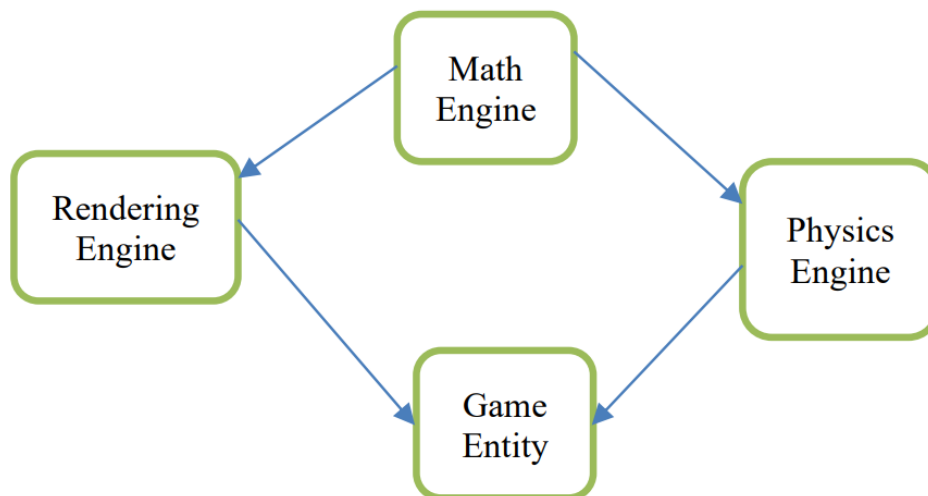 Math
Engine
Rendering
Engine
Physics
Engine
Game
Entity